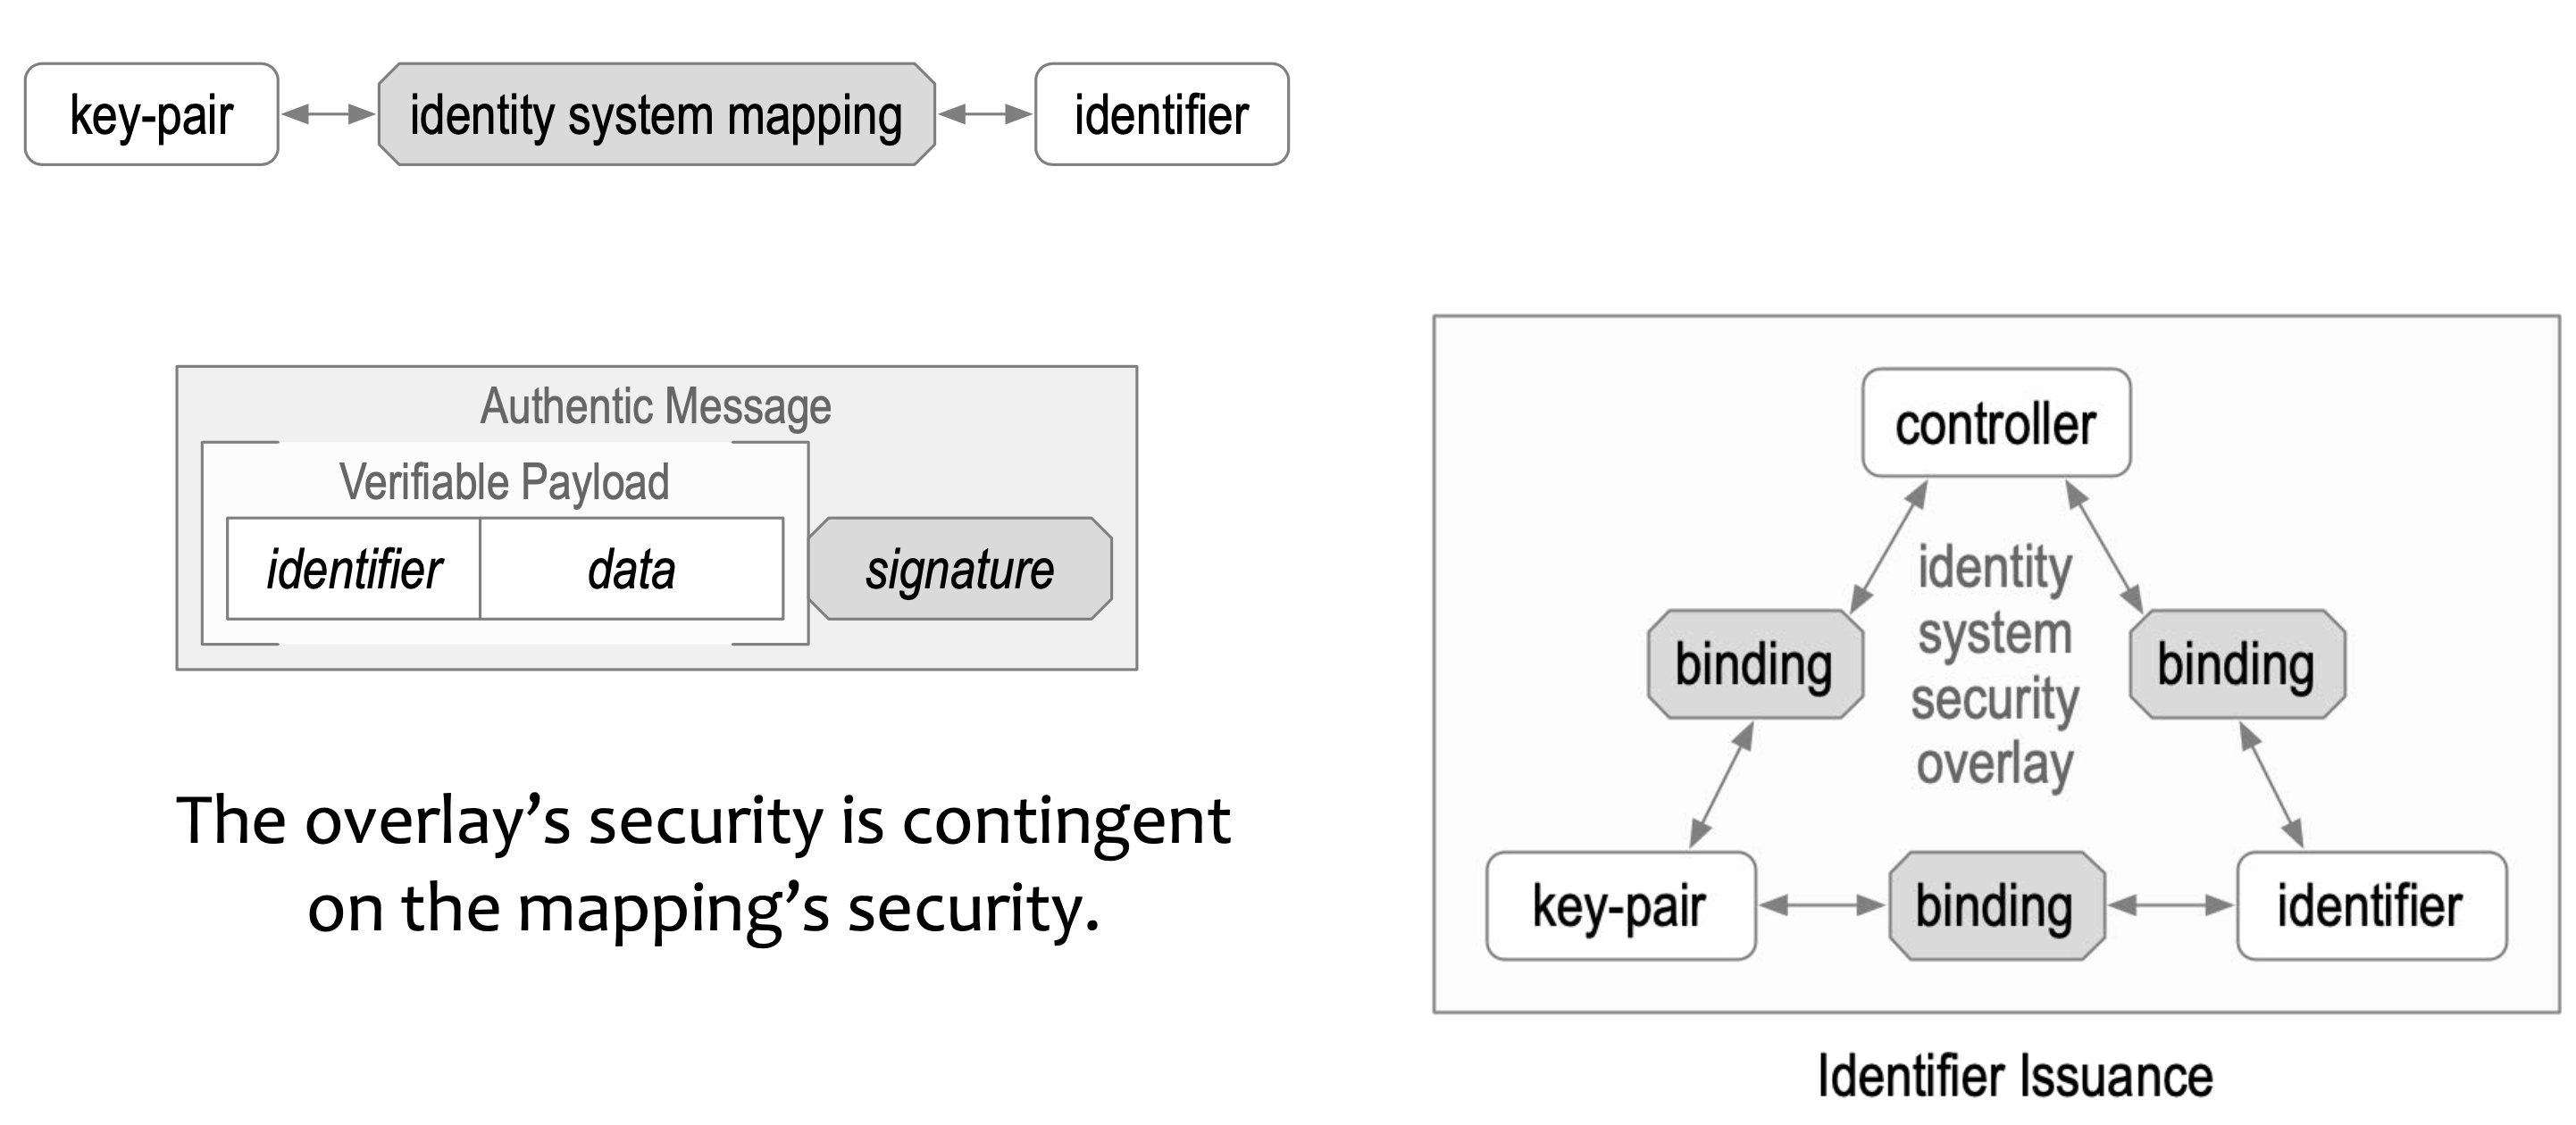 key-pair
identity system mapping
identifier
Authentic Message
Verifiable Payload
identifier
data
signature
The overlay’s security is contingent
on the mapping’s security.
controller
identity
system
security
overlay
binding
binding
key-pair
binding
identifier
Identifier Issuance